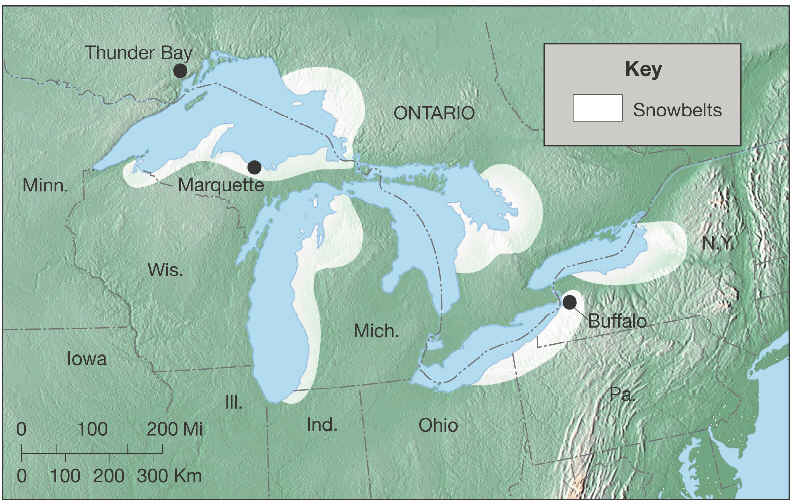 Thunder Bay
Key
Snowbelts
ONTARIO
Minn.
Marquette
N.Y.
Wis.
Buffalo
Mich.
Iowa
Pa.
Ill.
Ind.
Ohio
0 100 200 Mi
0 100 200 300 Km